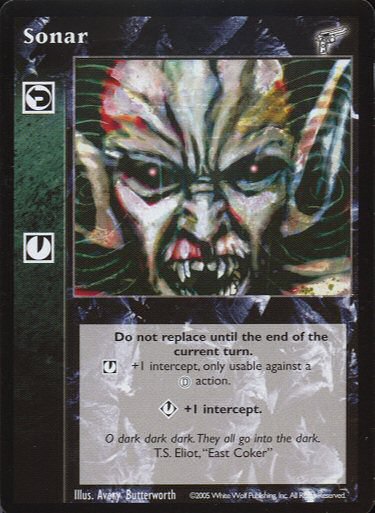 Sonar
Do not replace until the end of the
current turn.
+1 intercept, only usable against a
Ⓓ action.
+1 intercept.
O dark dark dark. They all go into the dark.
T.S. Eliot, "East Coker"
Illus. Avery Butterworth ©2005 White Wolf Publishing, Inc. All Rights Reserved.